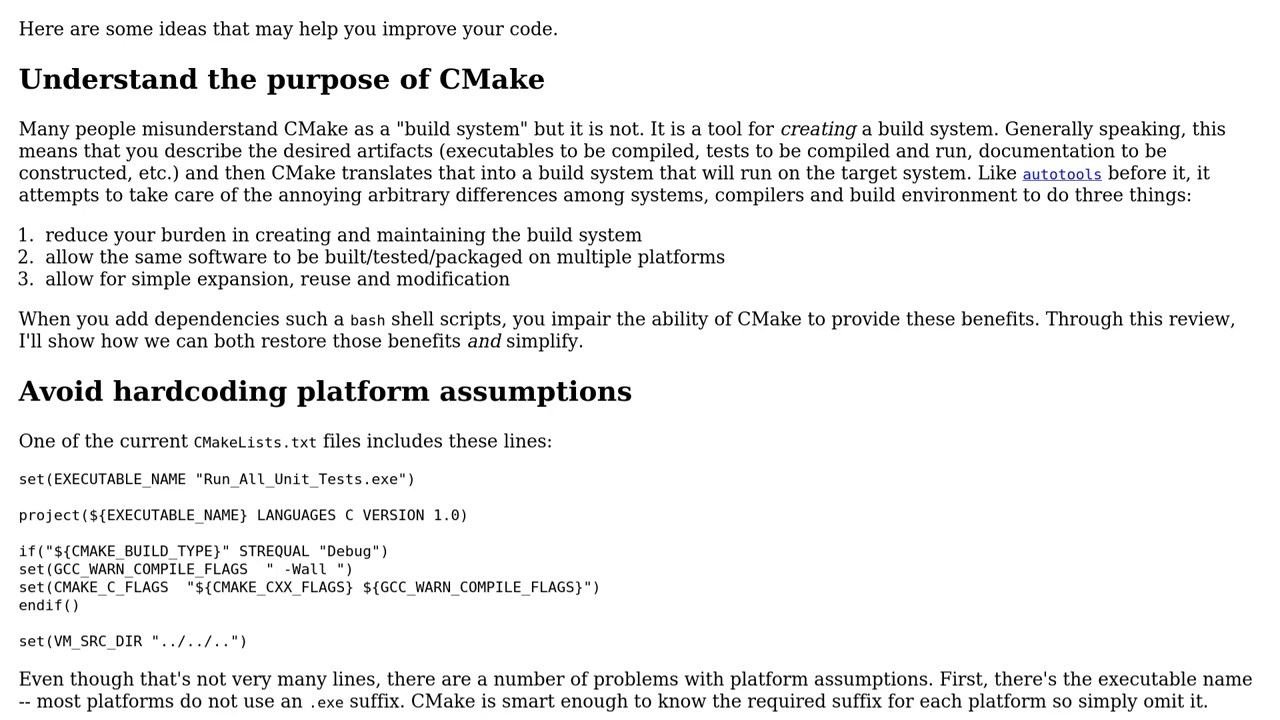 Here are some ideas that may help you improve your code.
Understand the purpose of CMake
Many people misunderstand CMake as a "build system" but it is not. It is a tool for creating a build system. Generally speaking, this
means that you describe the desired artifacts (executables to be compiled, tests to be compiled and run, documentation to be
constructed, etc.) and then CMake translates that into a build system that will run on the target system. Like autotools before it, it
attempts to take care of the annoying arbitrary differences among systems, compilers and build environment to do three things:
1. reduce your burden in creating and maintaining the build system
2. allow the same software to be built/tested/packaged on multiple platforms
3. allow for simple expansion, reuse and modification
When you add dependencies such a bash shell scripts, you impair the ability of CMake to provide these benefits. Through this review,
I'll show how we can both restore those benefits and simplify.
Avoid hardcoding platform assumptions
One of the current CMakeLists.txt files includes these lines:
set(EXECUTABLE_NAME "Run_All_Unit_Tests.exe")
project(${EXECUTABLE_NAME} LANGUAGES C VERSION 1.0)
if("${CMAKE_BUILD_TYPE}" STREQUAL "Debug")
set(GCC_WARN_COMPILE_FLAGS  " -Wall ")
set(CMAKE_C_FLAGS  "${CMAKE_CXX_FLAGS} ${GCC_WARN_COMPILE_FLAGS}")
endif()
set(VM_SRC_DIR "../../..")
Even though that's not very many lines, there are a number of problems with platform assumptions. First, there's the executable name
-- most platforms do not use an .exe suffix. CMake is smart enough to know the required suffix for each platform so simply omit it.